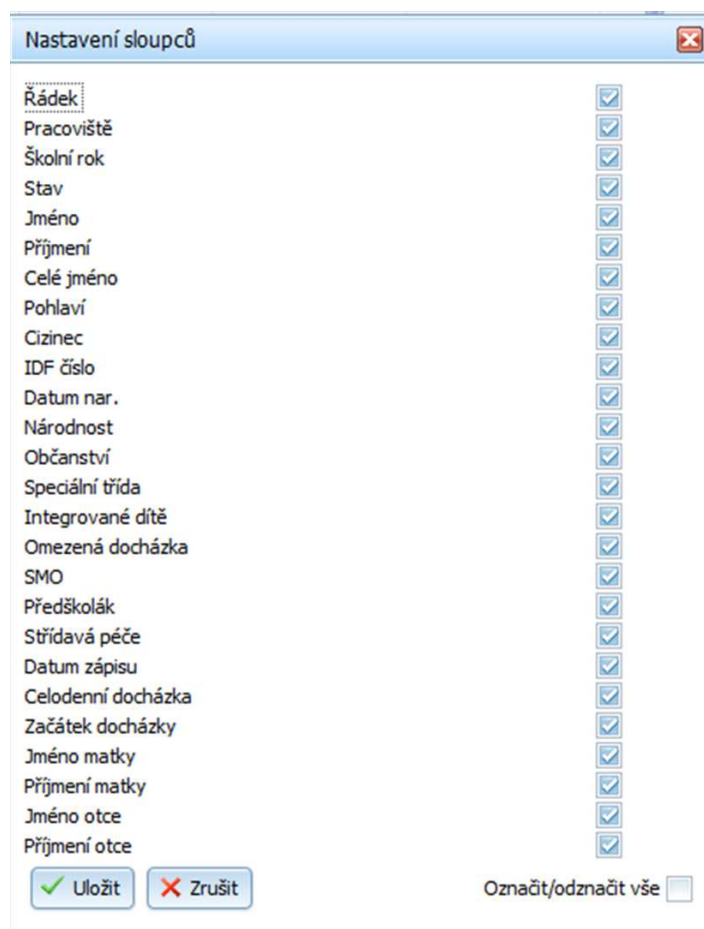 Nastavení sloupců
Řádek
Pracoviště
Školní rok
Stav
Jméno
Příjmení
Celé jméno
Pohlaví
Cizinec
IDF číslo
Datum nar.
Národnost
Občanství
Speciální třída
Integrované dítě
Omezená docházka
SMO
Předškolák
Střídavá péče
Datum zápisu
Celodenní docházka
Začátek docházky
Jméno matky
Příjmení matky
Jméno otce
Příjmení otce
Uložit Zrušit Označit/odznačit vše